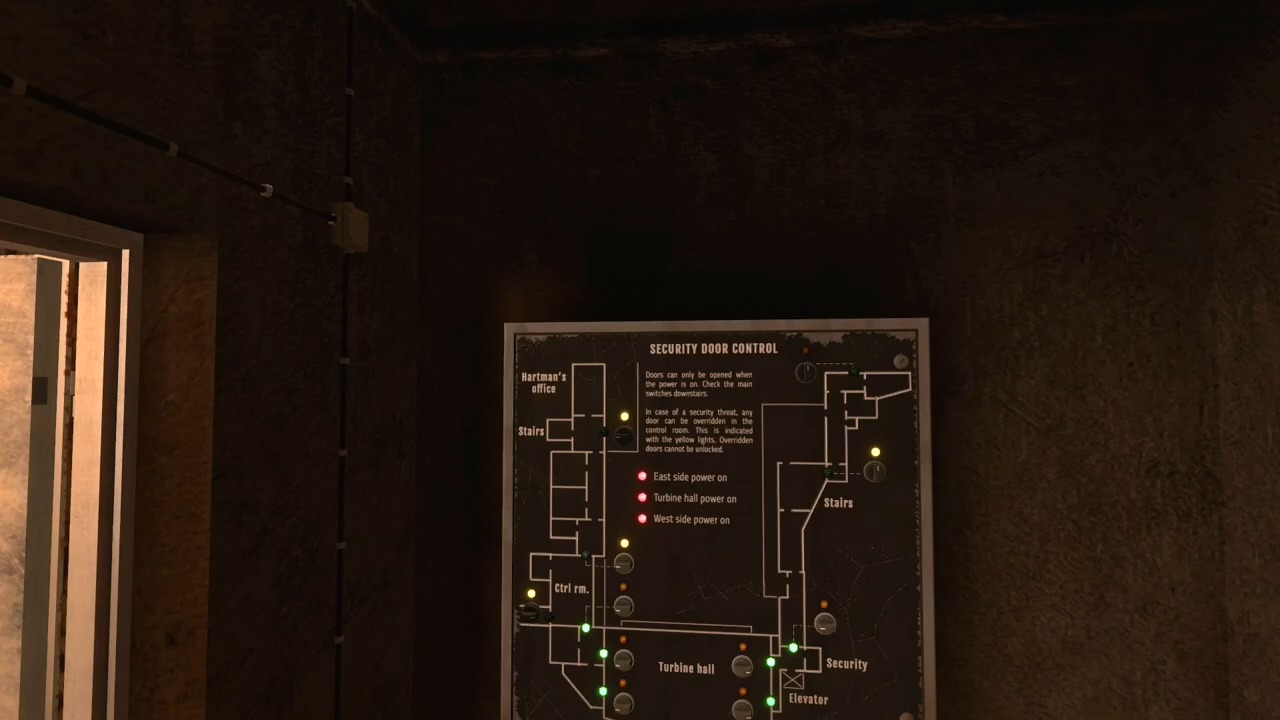 SECURITY DOOR CONTROL
Hartman's
office
Doors can only be opened when
the power is on. Check the main
switches downstairs.
In case of a security threat, any
door can be overridden in the
control room. This is indicated
with the yellow lights. Overridden
doors cannot be unlocked.
Stairs
East side power on
Turbine hall power on
West side power on
Stairs
Ctrl rm.
Turbine hall
Security
Elevator